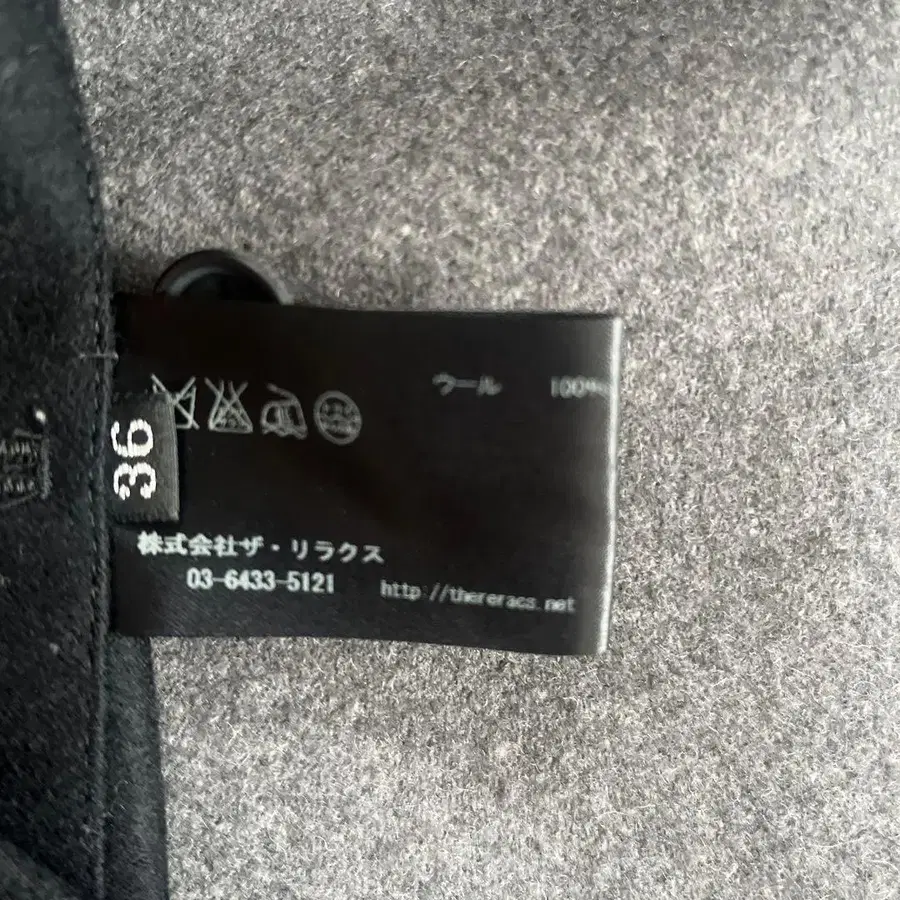 ウール 100%
36
株式会社ザ・リラクス
03-6433-5121 http://thereracs.net